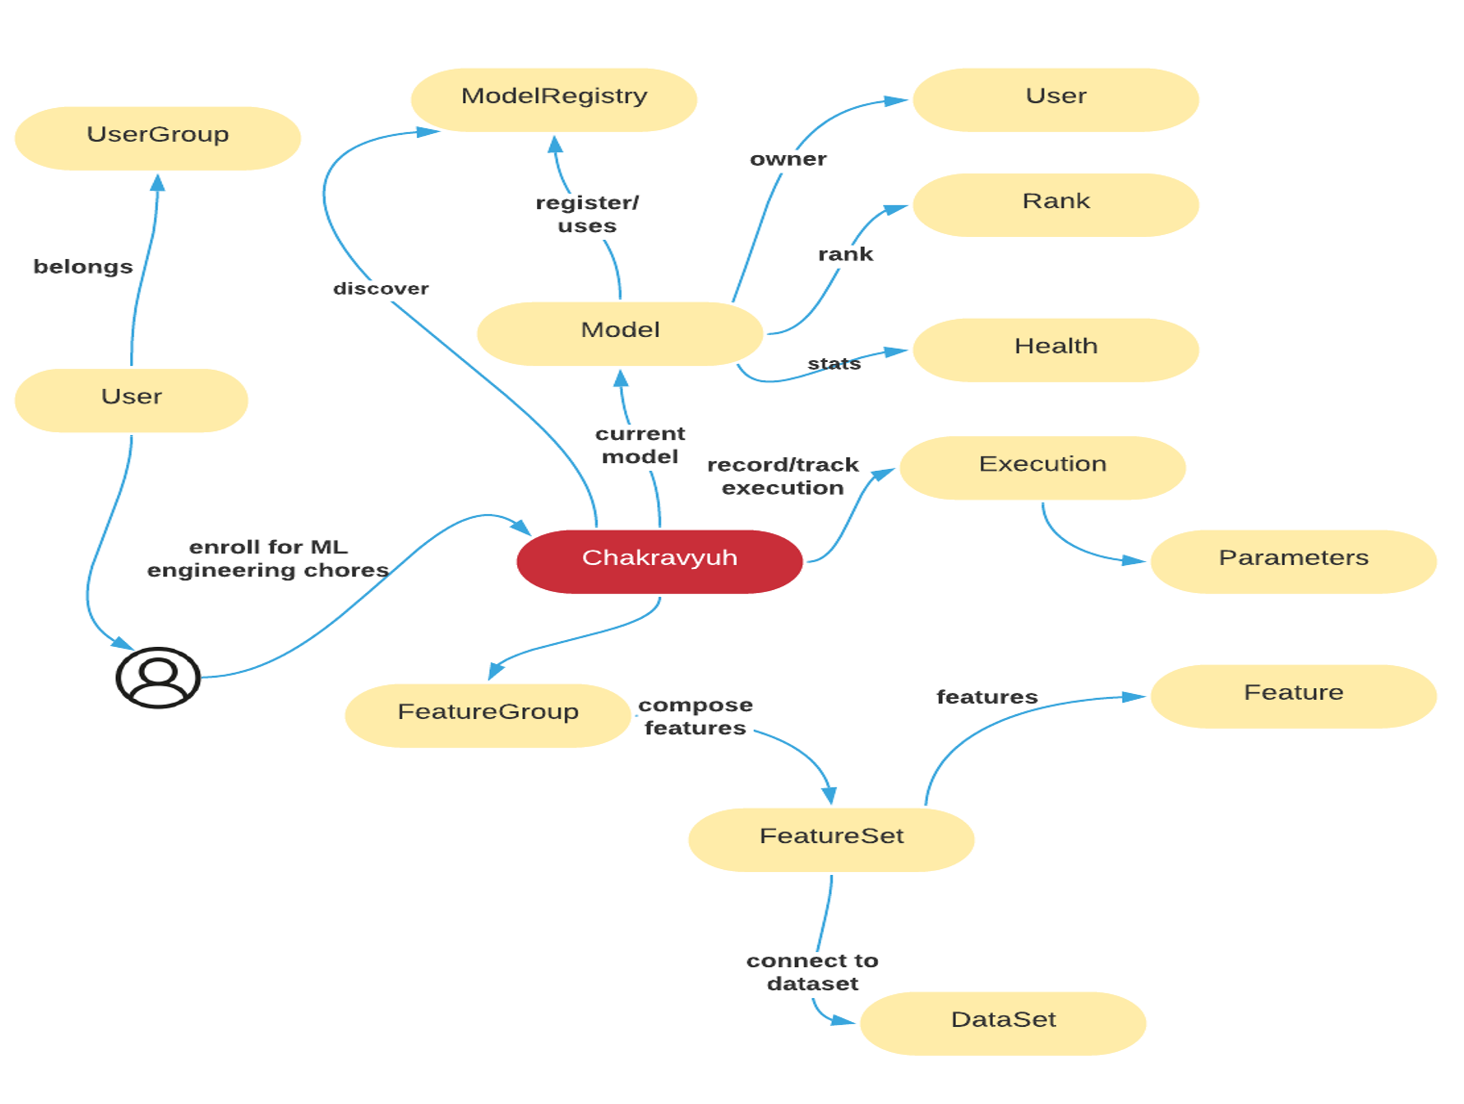 ModelRegistry
User
UserGroup
owner
Rank
register/
uses
rank
belongs
discover
Model
Health
stats
User
current
model
record/track
execution
Execution
enroll for ML
engineering chores
Chakravyuh
Parameters
FeatureGroup
compose
features
features
Feature
FeatureSet
connect to
dataset
DataSet